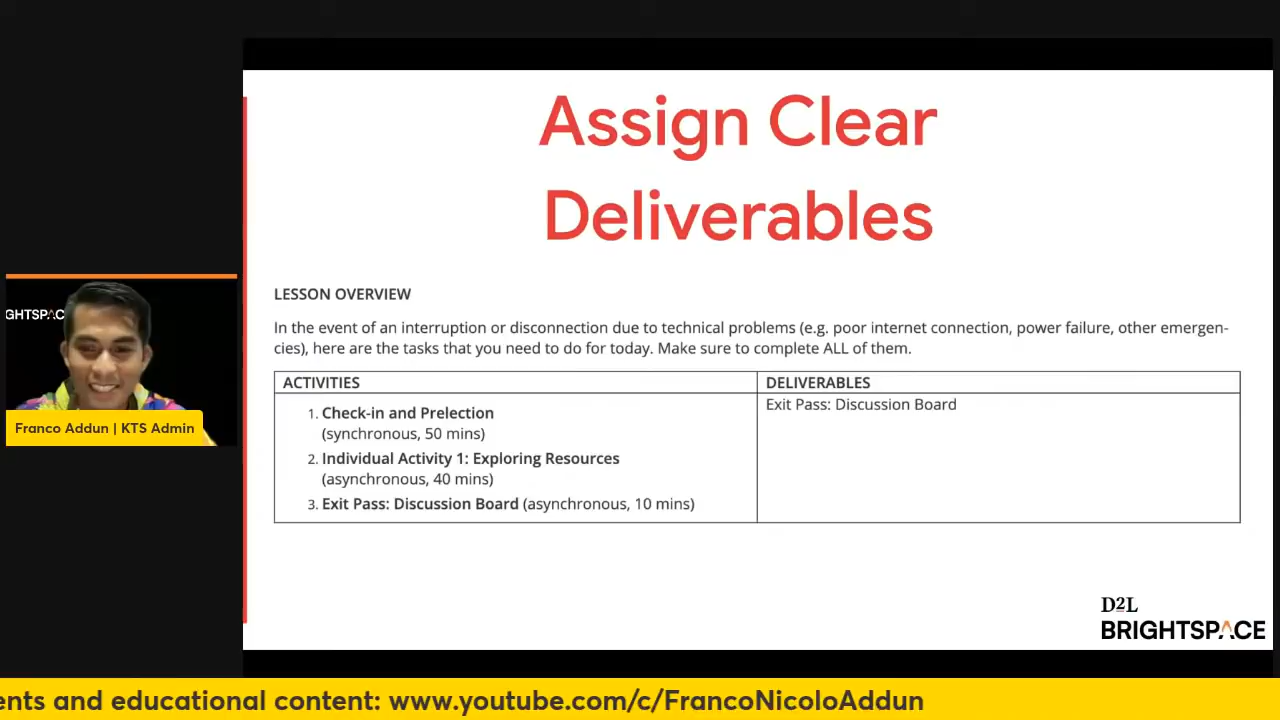 Assign Clear
Deliverables
LESSON OVERVIEW
In the event of an interruption or disconnection due to technical problems (e.g. poor internet connection, power failure, other emergen-
cies), here are the tasks that you need to do for today. Make sure to complete ALL of them.
ACTIVITIES
DELIVERABLES
1. Check-in and Prelection
(synchronous, 50 mins)
2. Individual Activity 1: Exploring Resources
(asynchronous, 40 mins)
3. Exit Pass: Discussion Board (asynchronous, 10 mins)
Exit Pass: Discussion Board
GHTSPAC
Franco Addun | KTS Admin
D2L
BRIGHTSPACE
ents and educational content: www.youtube.com/c/FrancoNicoloAddun